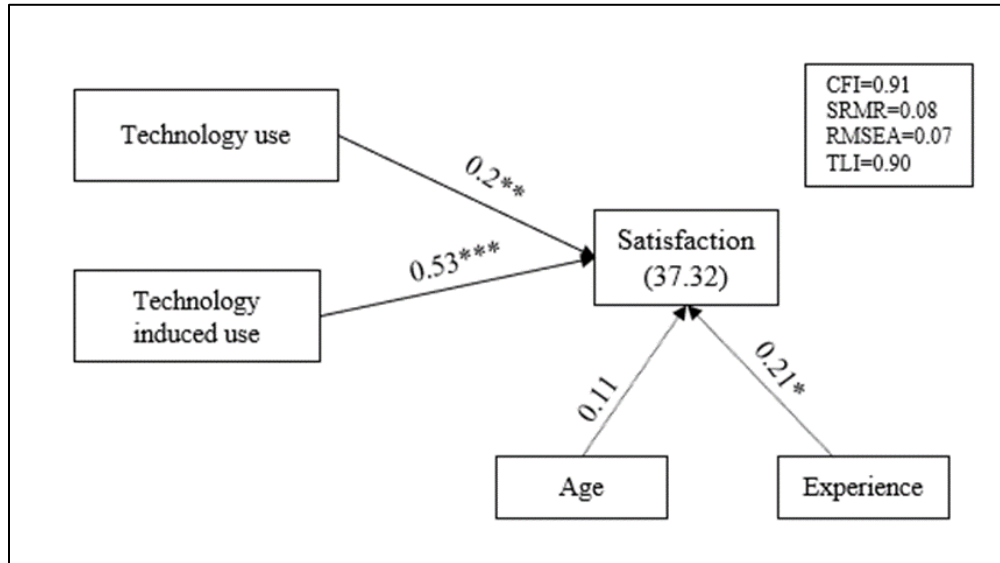 CFI=0.91
SRMR=0.08
RMSEA=0.07
TLI=0.90
Technology use
0.2**
Satisfaction
(37.32)
0.53***
Technology
induced use
0.11
0.21*
Age
Experience